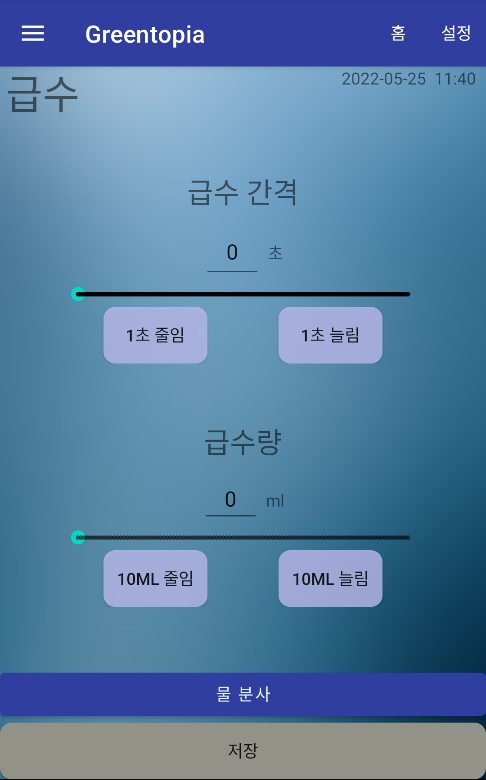 Greentopia 홈 설정
급수 2022-05-25 11:40
급수 간격
0 초
1초 줄임 1초 늘림
급수량
0 ml
10ML 줄임 10ML 늘림
물 분사
저장